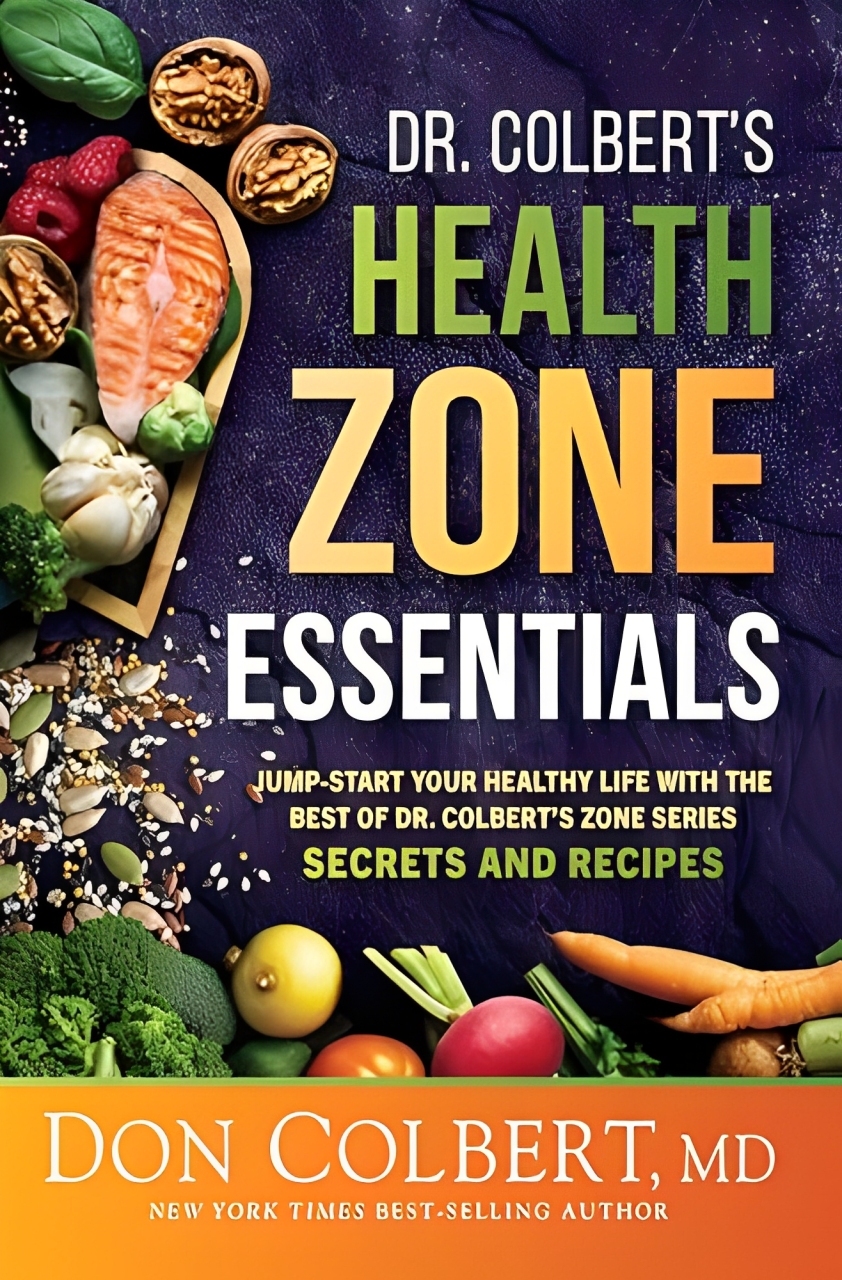 DR. COLBERT'S
HEALTH
ZONE
ESSENTIALS
JUMP-START YOUR HEALTHY LIFE WITH THE
BEST OF DR. COLBERT'S ZONE SERIES
SECRETS AND RECIPES
DON COLBERT, MD
NEW YORK TIMES BEST-SELLING AUTHOR